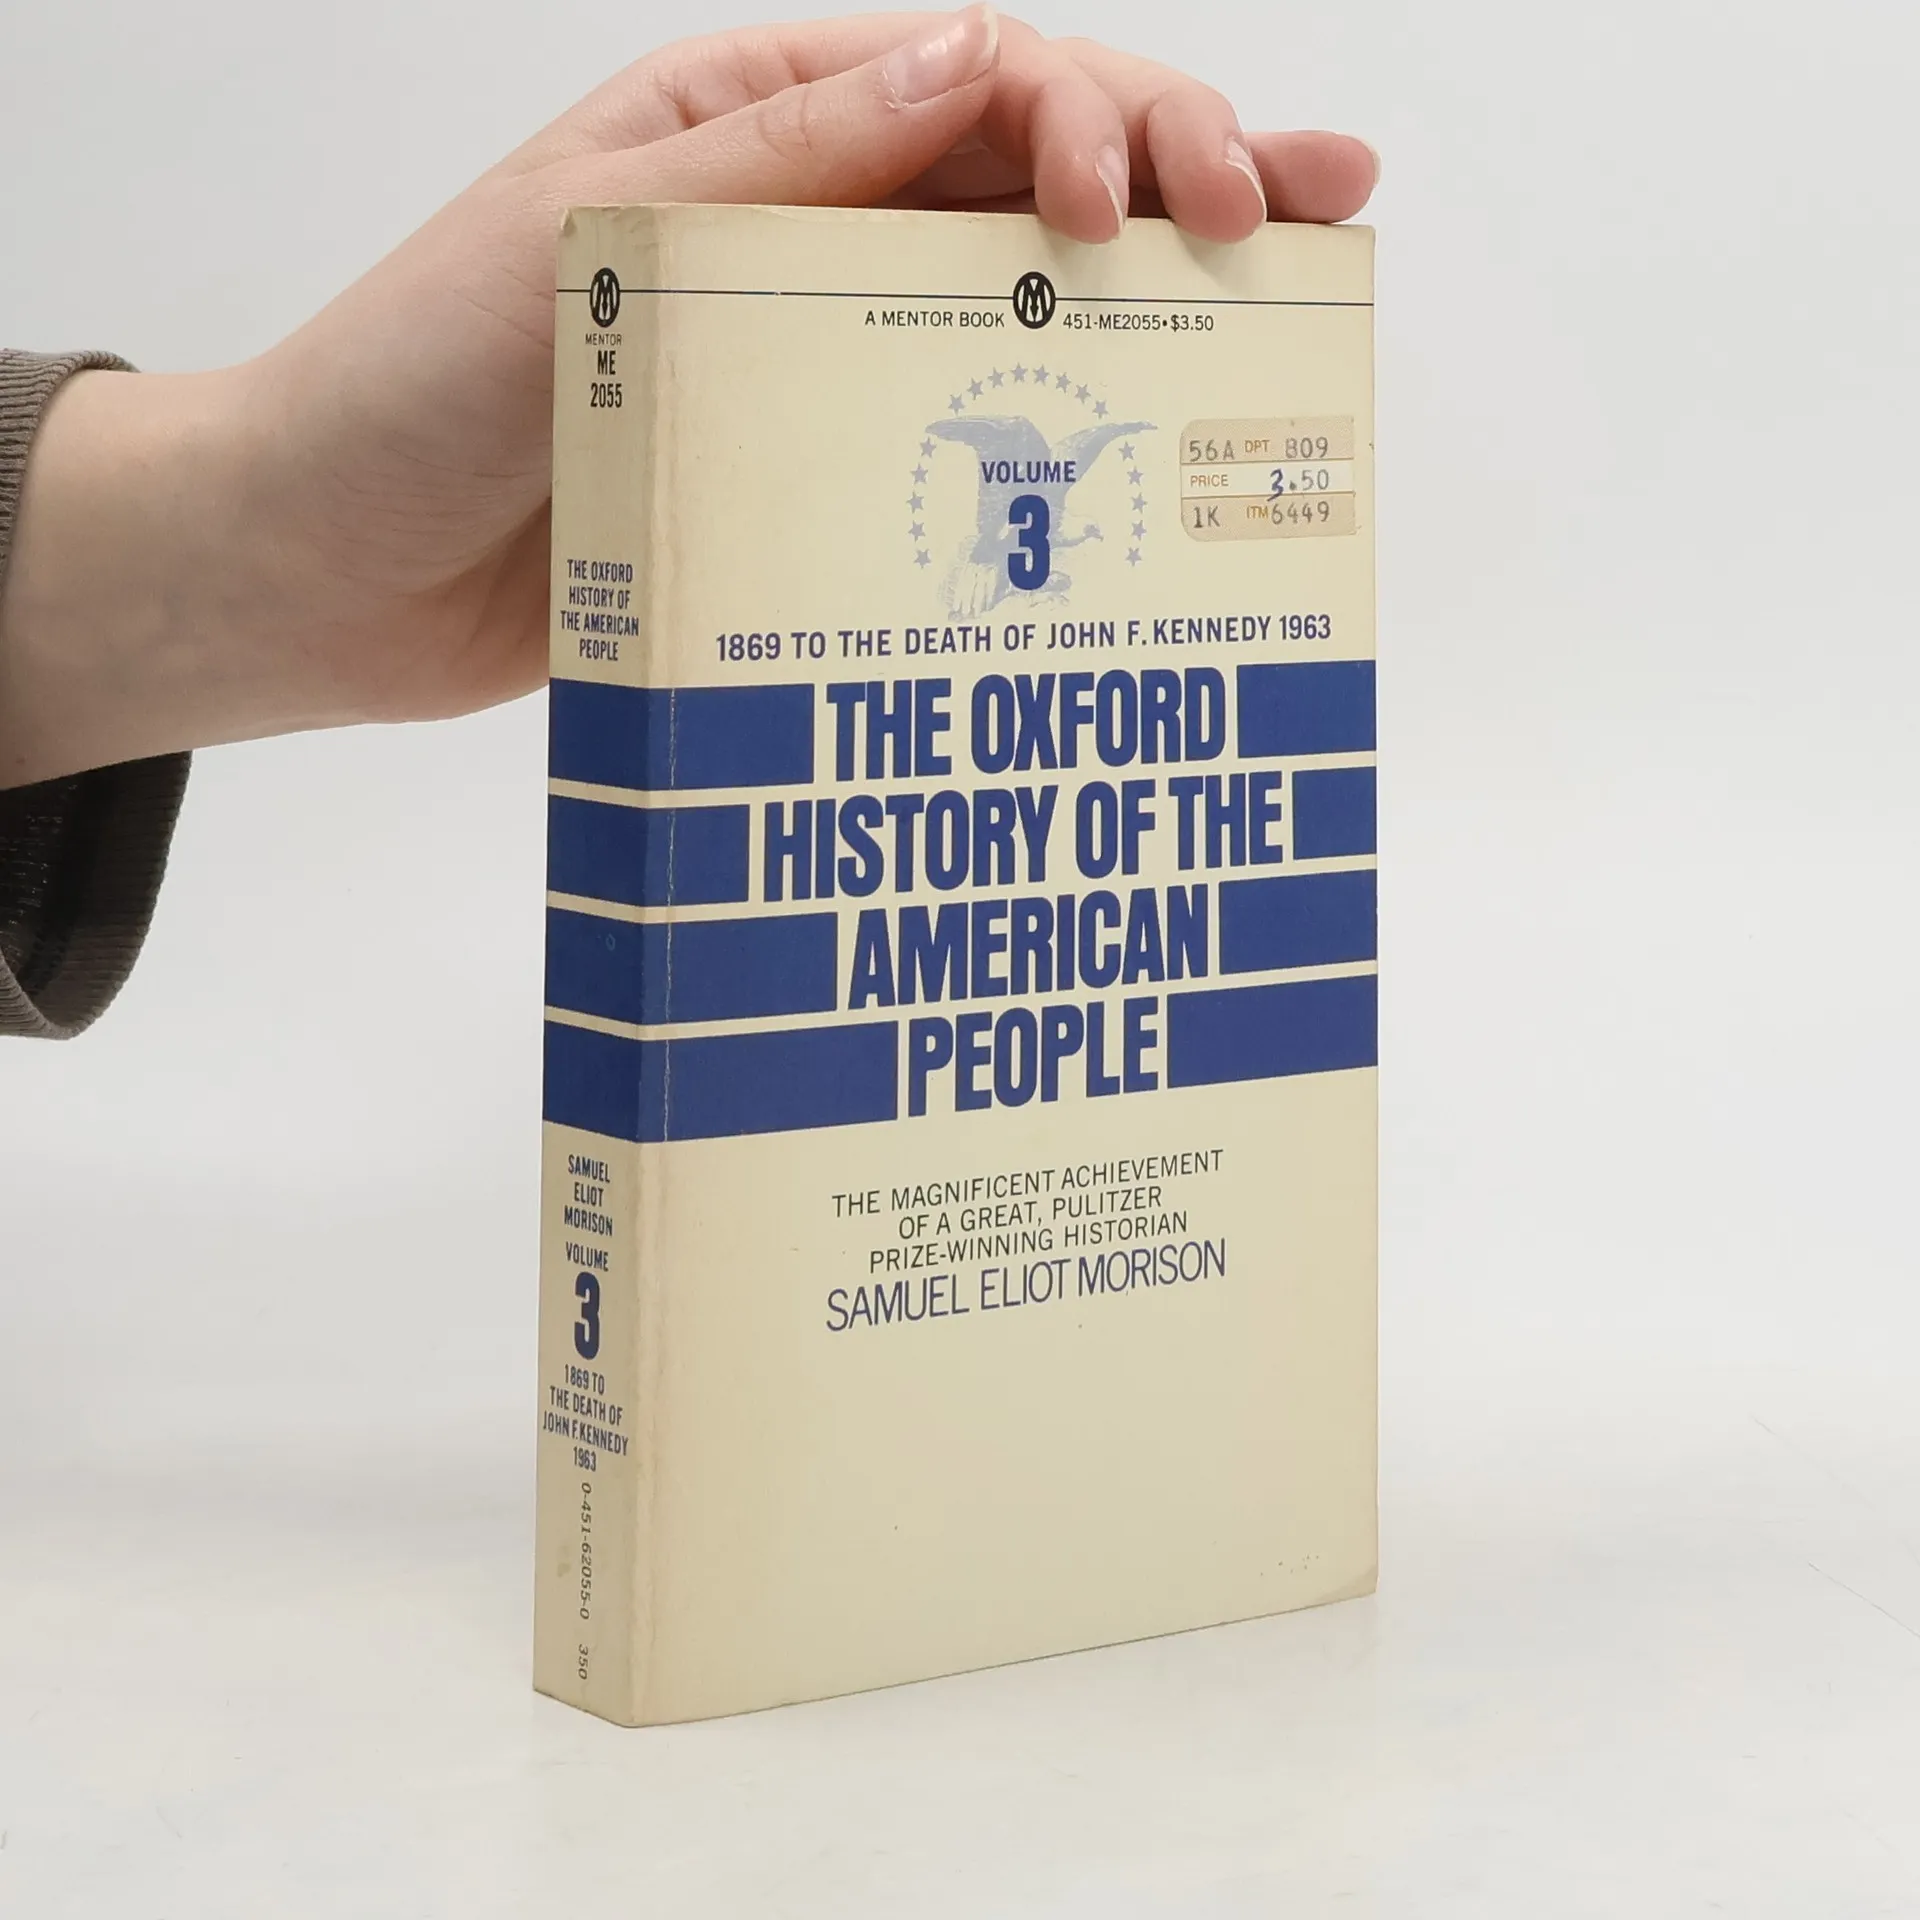 MENTOR
ME
2055
THE OXFORD
HISTORY OF
THE AMERICAN
PEOPLE
SAMUEL
ELIOT
MORISON
VOLUME
3
1869 TO
THE DEATH OF
JOHN F. KENNEDY
1963
0-451-62055-0 350
A MENTOR BOOK M 451-ME2055•$3.50
VOLUME
3
56A DPT 809
PRICE 3.50
1K ITM 6449
1869 TO THE DEATH OF JOHN F. KENNEDY 1963
THE OXFORD
HISTORY OF THE
AMERICAN
PEOPLE
THE MAGNIFICENT ACHIEVEMENT
OF A GREAT, PULITZER
PRIZE-WINNING HISTORIAN
SAMUEL ELIOT MORISON